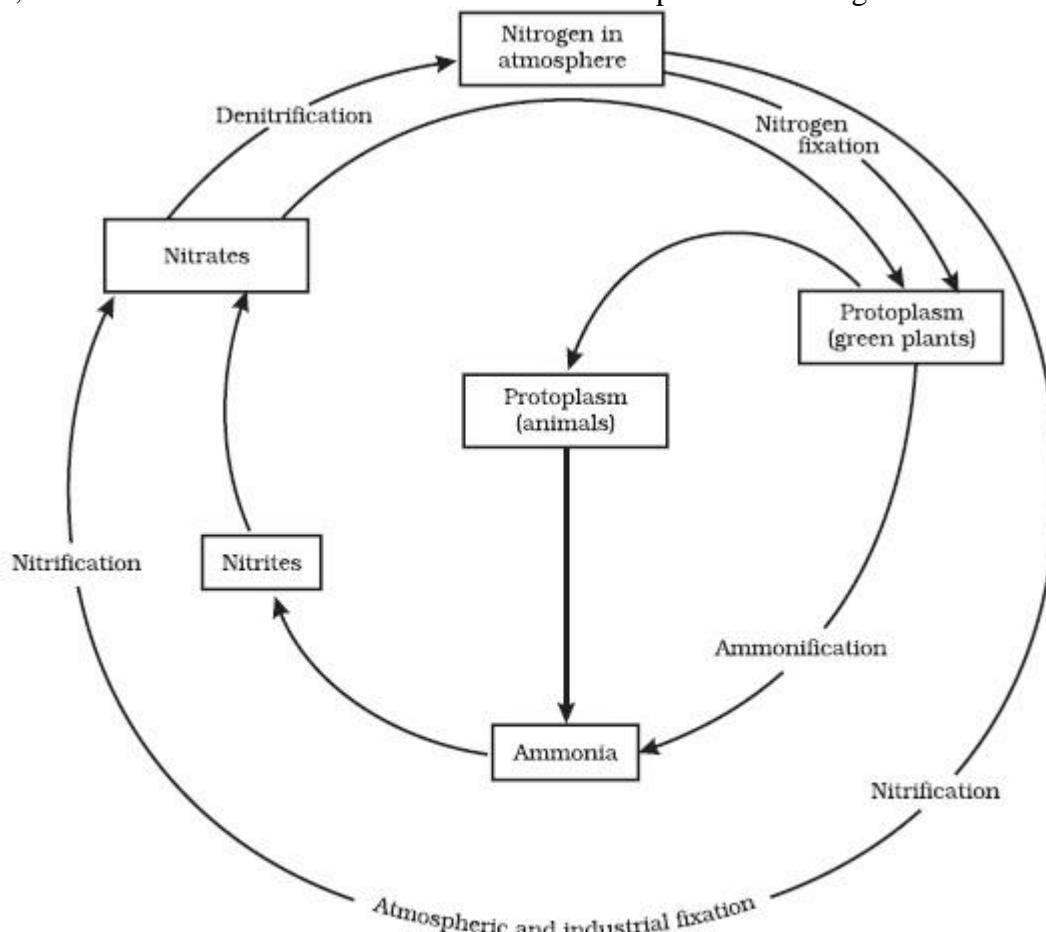 Nitrogen in
atmosphere
Denitrification
Nitrogen
fixation
Nitrates
Protoplasm
(green plants)
Protoplasm
(animals)
Nitrification
Nitrites
Ammonification
Ammonia
Nitrification
Atmospheric and industrial fixation